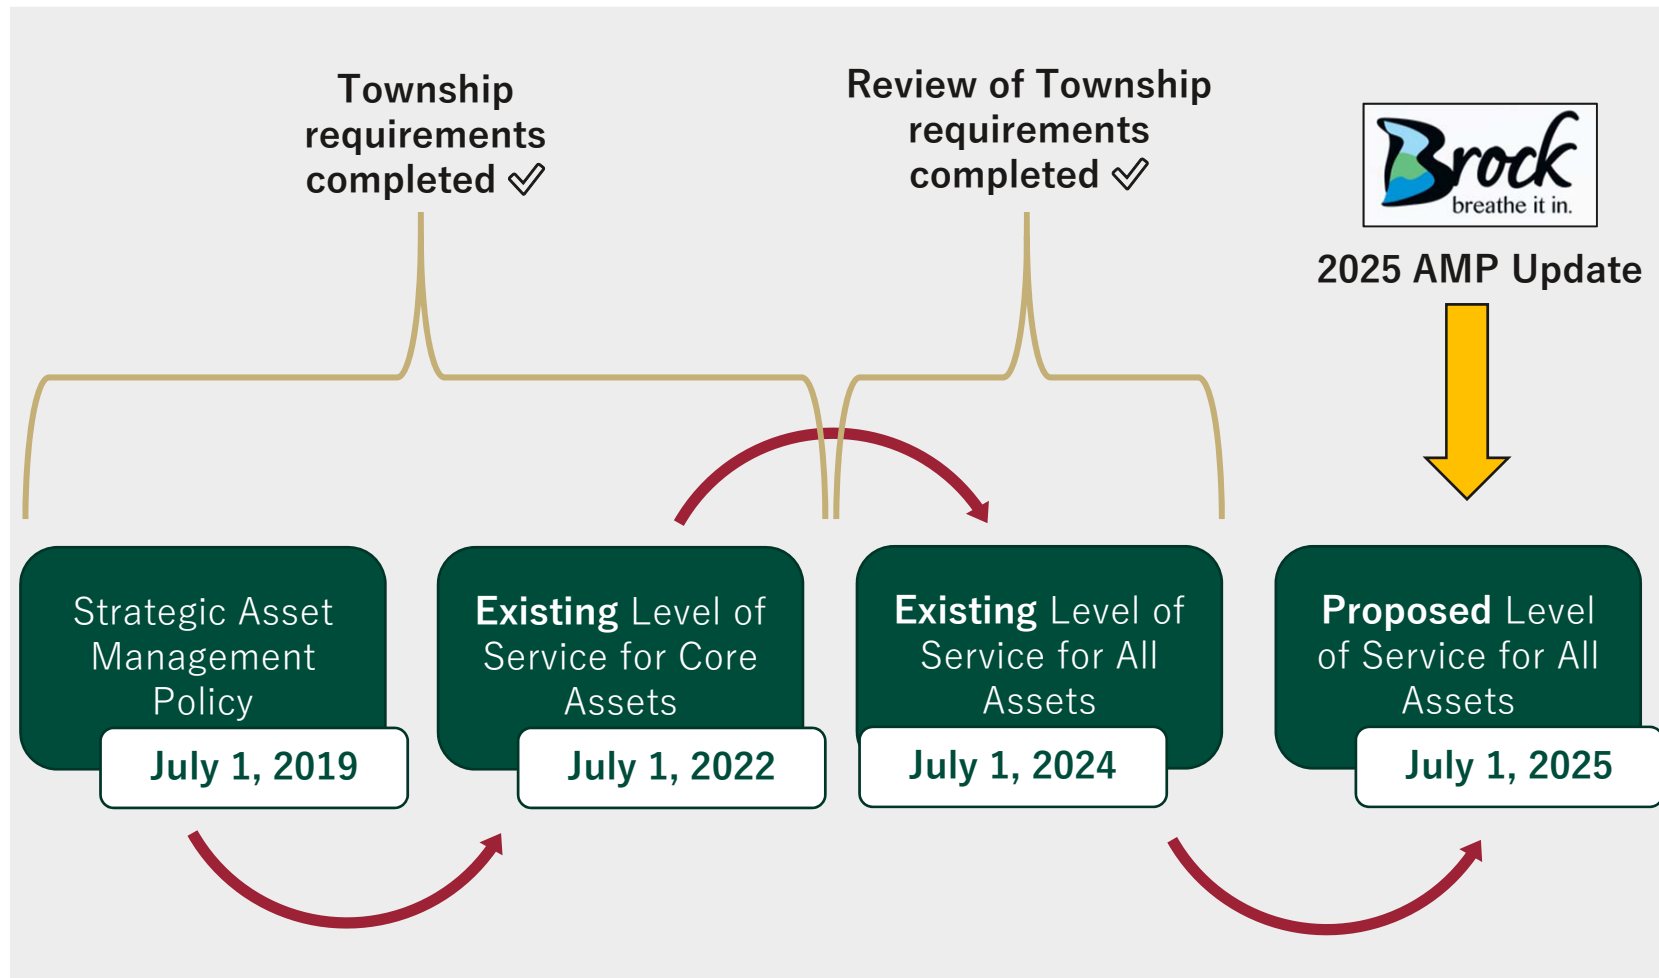 Township
requirements
completed ✓
Review of Township
requirements
completed ✓
Brock
breathe it in.
2025 AMP Update
Strategic Asset
Management
Policy
July 1, 2019
Existing Level of
Service for Core
Assets
July 1, 2022
Existing Level of
Service for All
Assets
July 1, 2024
Proposed Level
of Service for All
Assets
July 1, 2025